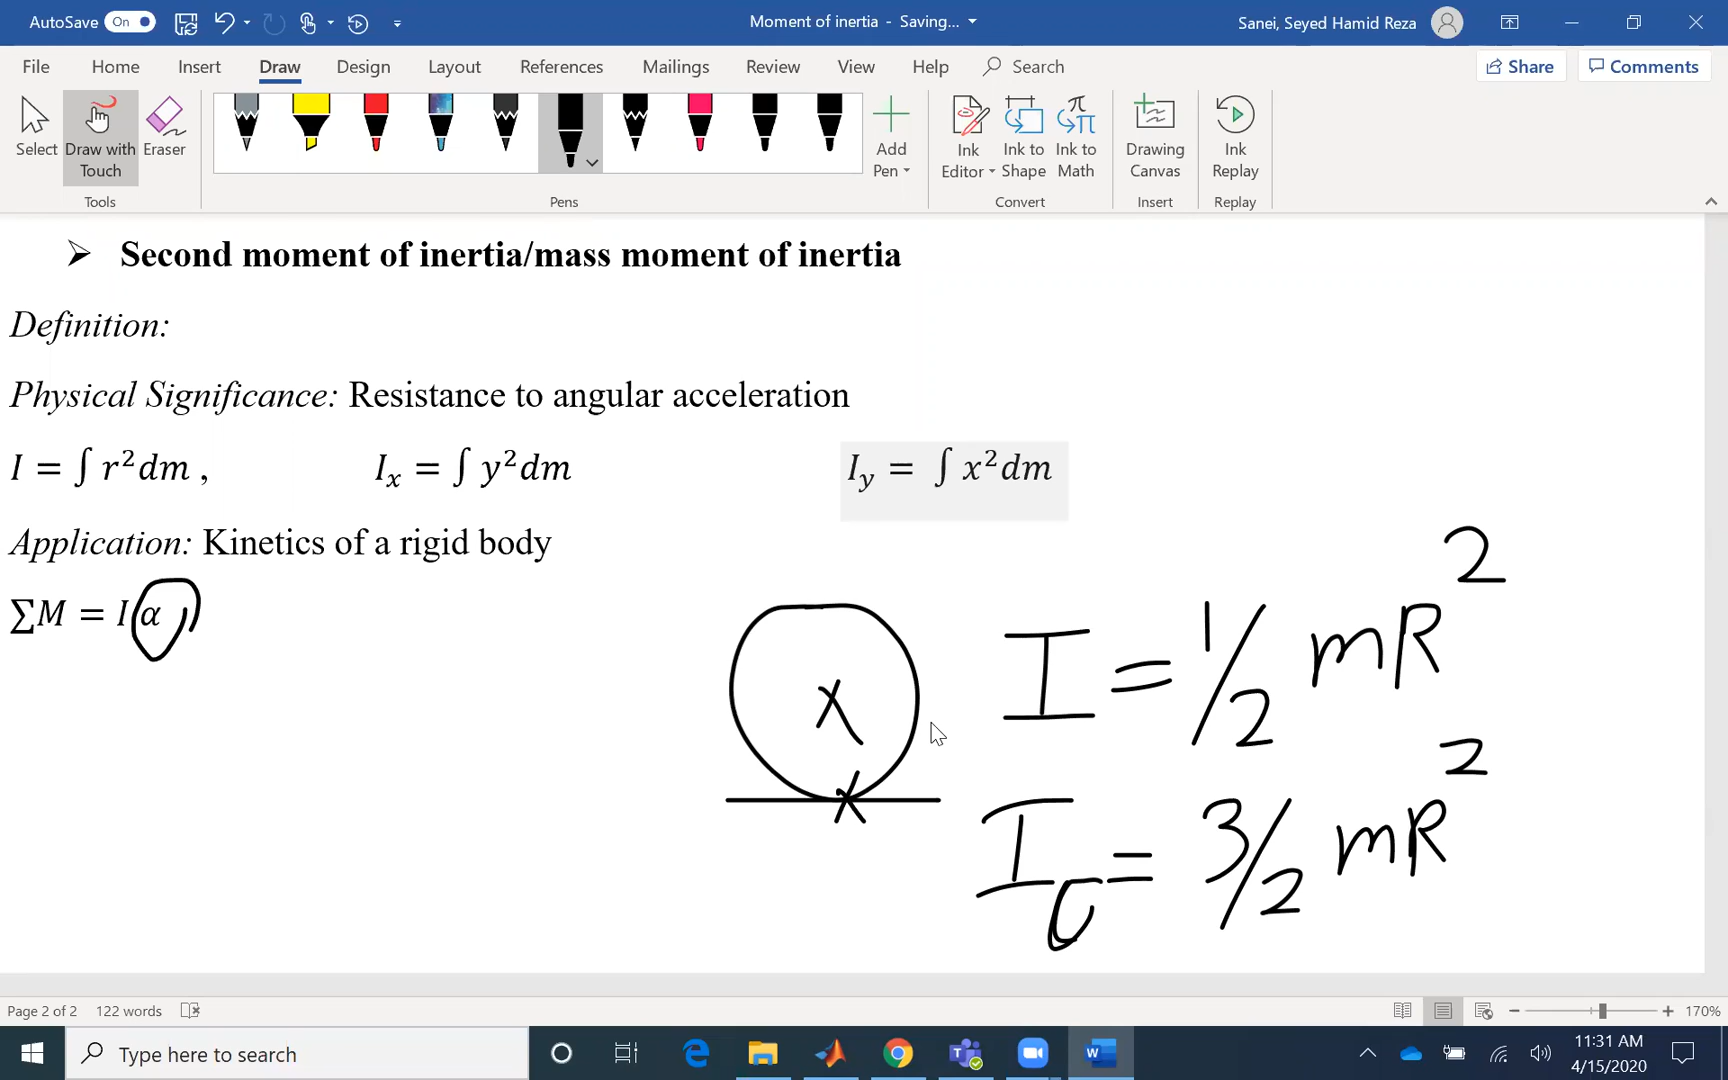 AutoSave On
Moment of inertia - Saving...
Sanei, Seyed Hamid Reza
File Home Insert Draw Design Layout References Mailings Review View Help Search
Share Comments
Select Draw with Touch Eraser
Add Pen
Ink Editor Ink to Shape Ink to Math
Drawing Canvas
Ink Replay
Tools Pens Convert Insert Replay
➢ Second moment of inertia/mass moment of inertia
Definition:
Physical Significance: Resistance to angular acceleration
I = ∫ r²dm , Iₓ = ∫ y²dm I_y = ∫ x²dm
Application: Kinetics of a rigid body
∑M = Iα
I = 1/2 mR²
I_C = 3/2 mR²
Page 2 of 2 122 words
170%
Type here to search
11:31 AM
4/15/2020